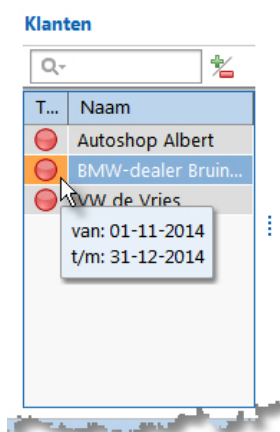 Klanten
T... Naam
Autoshop Albert
BMW-dealer Bruin...
VW de Vries
van: 01-11-2014
t/m: 31-12-2014